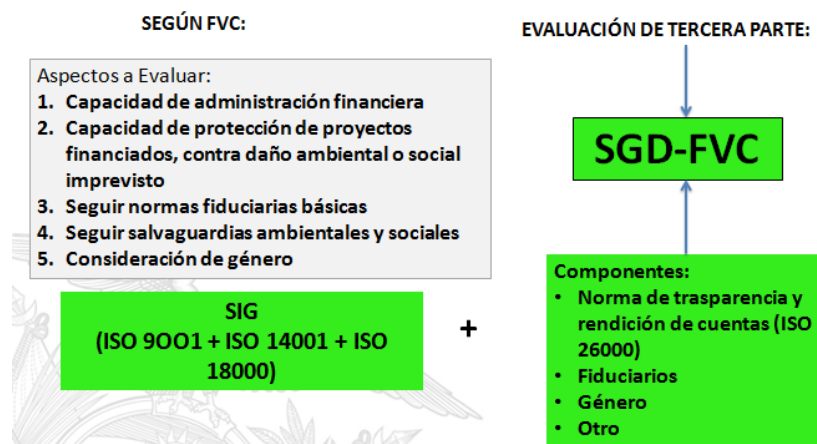 SEGÚN FVC:
Aspectos a Evaluar:
1. Capacidad de administración financiera
2. Capacidad de protección de proyectos
financiados, contra daño ambiental o social
imprevisto
3. Seguir normas fiduciarias básicas
4. Seguir salvaguardias ambientales y sociales
5. Consideración de género
SIG
(ISO 9OO1 + ISO 14001 + ISO
18000)
+
EVALUACIÓN DE TERCERA PARTE:
SGD-FVC
Componentes:
• Norma de trasparencia y
rendición de cuentas (ISO
26000)
• Fiduciarios
• Género
• Otro